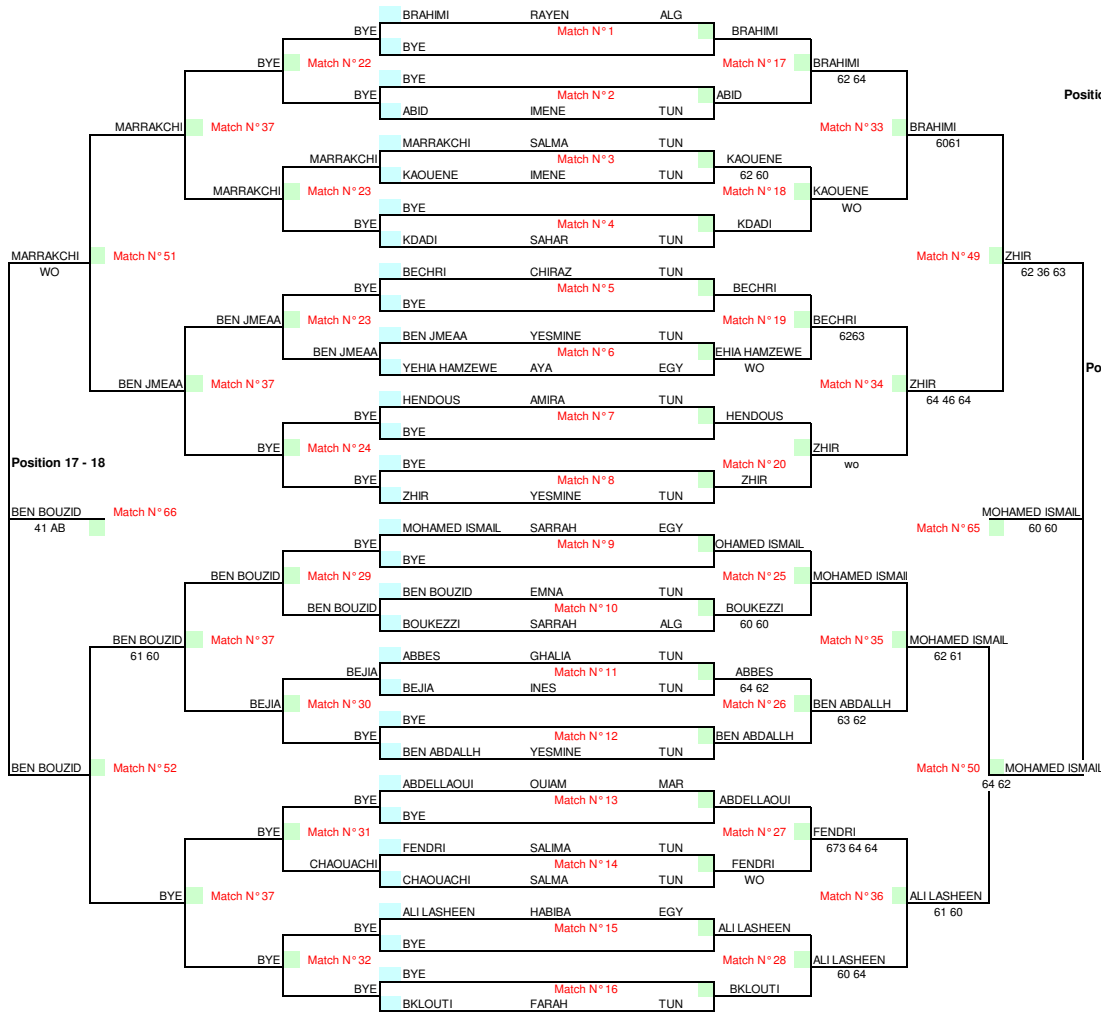 BRAHIMI RAYEN ALG
BYE Match N° 1 BRAHIMI
BYE
BYE Match N° 22 Match N° 17 BRAHIMI
BYE 62 64
BYE Match N° 2 ABID Positio
ABID IMENE TUN
MARRAKCHI Match N° 37 Match N° 33 BRAHIMI
MARRAKCHI SALMA TUN 6061
MARRAKCHI Match N° 3 KAOUENE
KAOUENE IMENE TUN 62 60
MARRAKCHI Match N° 23 Match N° 18 KAOUENE
BYE WO
BYE Match N° 4 KDADI
KDADI SAHAR TUN
MARRAKCHI Match N° 51 Match N° 49 ZHIR
WO BECHRI CHIRAZ TUN 62 36 63
BYE Match N° 5 BECHRI
BYE
BEN JMEAA Match N° 23 Match N° 19 BECHRI
BEN JMEAA YESMINE TUN 6263
BEN JMEAA Match N° 6 EHIA HAMZEWE
YEHIA HAMZEWE AYA EGY WO Po
BEN JMEAA Match N° 37 Match N° 34 ZHIR
HENDOUS AMIRA TUN 64 46 64
BYE Match N° 7 HENDOUS
BYE
BYE Match N° 24 ZHIR
Position 17 - 18 BYE Match N° 20 wo
BYE Match N° 8 ZHIR
ZHIR YESMINE TUN
BEN BOUZID Match N° 66 MOHAMED ISMAIL
41 AB MOHAMED ISMAIL SARRAH EGY Match N° 65 60 60
BYE Match N° 9 OHAMED ISMAIL
BYE
BEN BOUZID Match N° 29 Match N° 25 MOHAMED ISMAIL
BEN BOUZID EMNA TUN
BEN BOUZID Match N° 10 BOUKEZZI
BOUKEZZI SARRAH ALG 60 60
BEN BOUZID Match N° 37 Match N° 35 MOHAMED ISMAIL
61 60 ABBES GHALIA TUN 62 61
BEJIA Match N° 11 ABBES
BEJIA INES TUN 64 62
BEJIA Match N° 30 Match N° 26 BEN ABDALLH
BYE 63 62
BYE Match N° 12 BEN ABDALLH
BEN ABDALLH YESMINE TUN
BEN BOUZID Match N° 52 Match N° 50 MOHAMED ISMAIL
ABDELLAOUI OUIAM MAR 64 62
BYE Match N° 13 ABDELLAOUI
BYE
BYE Match N° 31 Match N° 27 FENDRI
FENDRI SALIMA TUN 673 64 64
CHAOUACHI Match N° 14 FENDRI
CHAOUACHI SALMA TUN WO
BYE Match N° 37 Match N° 36 ALI LASHEEN
ALI LASHEEN HABIBA EGY 61 60
BYE Match N° 15 ALI LASHEEN
BYE
BYE Match N° 32 Match N° 28 ALI LASHEEN
BYE 60 64
BYE Match N° 16 BKLOUTI
BKLOUTI FARAH TUN